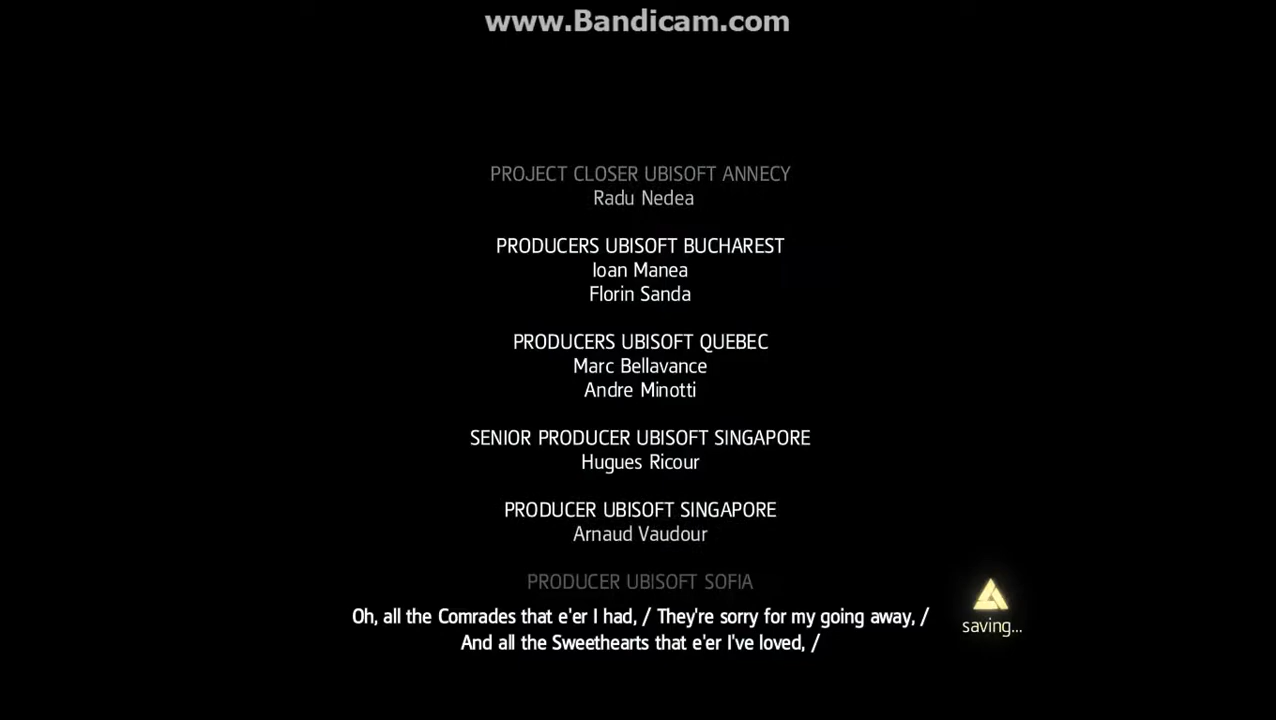 www.Bandicam.com
PROJECT CLOSER UBISOFT ANNECY
Radu Nedea
PRODUCERS UBISOFT BUCHAREST
Ioan Manea
Florin Sanda
PRODUCERS UBISOFT QUEBEC
Marc Bellavance
Andre Minotti
SENIOR PRODUCER UBISOFT SINGAPORE
Hugues Ricour
PRODUCER UBISOFT SINGAPORE
Arnaud Vaudour
PRODUCER UBISOFT SOFIA
Oh, all the Comrades that e'er I had, / They're sorry for my going away, /
And all the Sweethearts that e'er I've loved, /
saving...